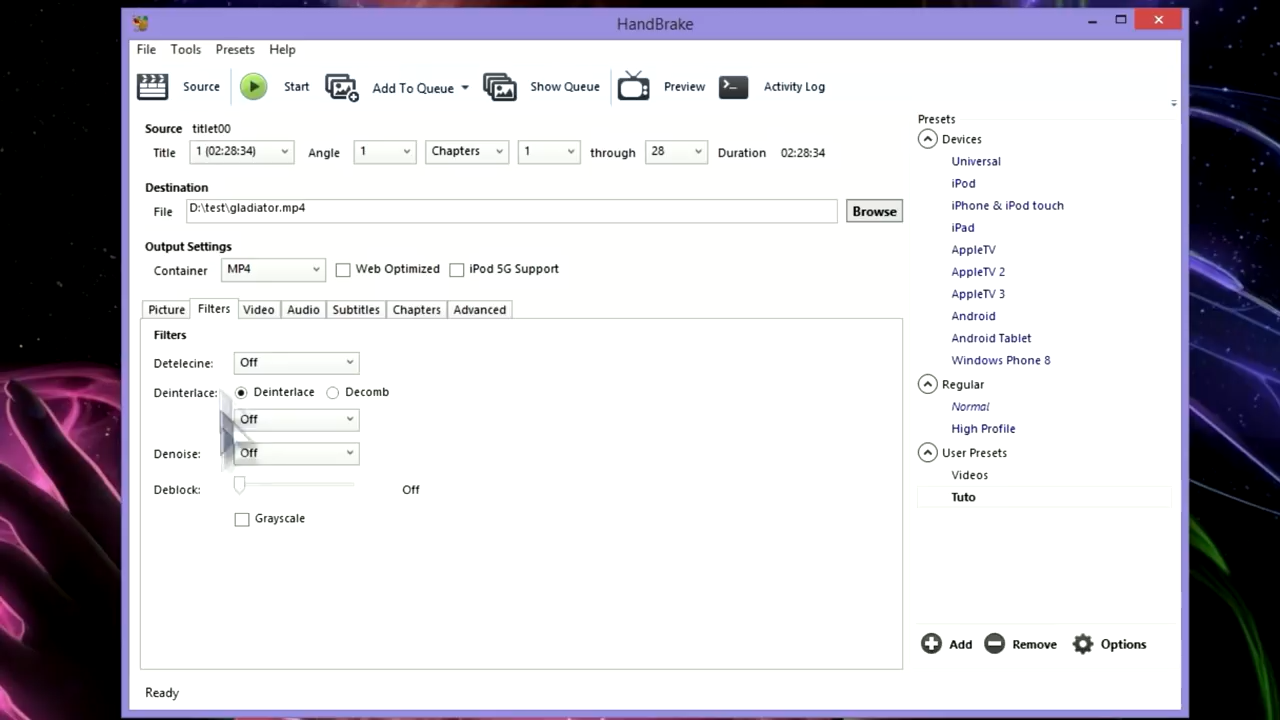 HandBrake
File Tools Presets Help
Source Start Add To Queue Show Queue Preview Activity Log
Source titlet00
Title 1 (02:28:34) Angle 1 Chapters 1 through 28 Duration 02:28:34
Destination
File D:\test\gladiator.mp4 Browse
Output Settings
Container MP4 Web Optimized iPod 5G Support
Picture Filters Video Audio Subtitles Chapters Advanced
Filters
Detelecine: Off
Deinterlace: Deinterlace Decomb
Off
Denoise: Off
Deblock: Off
Grayscale
Presets
Devices
Universal
iPod
iPhone & iPod touch
iPad
AppleTV
AppleTV 2
AppleTV 3
Android
Android Tablet
Windows Phone 8
Regular
Normal
High Profile
User Presets
Videos
Tuto
Add Remove Options
Ready